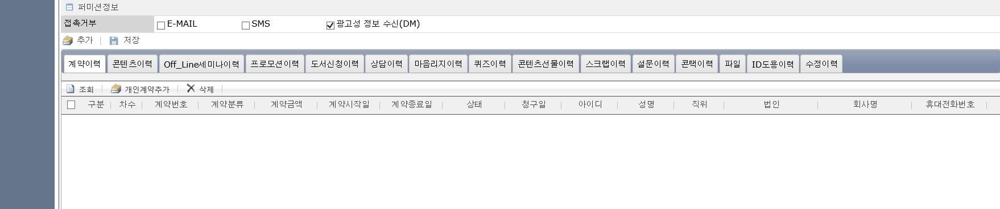 퍼미션정보
접촉거부 E-MAIL SMS 광고성 정보 수신(DM)
추가 저장
계약이력 콘텐츠이력 Off_Line세미나이력 프로모션이력 도서신청이력 상담이력 마음리지이력 퀴즈이력 콘텐츠선물이력 스크랩이력 설문이력 콘택이력 파일 ID도용이력 수정이력
조회 개인계약추가 삭제
구분 차수 계약번호 계약분류 계약금액 계약시작일 계약종료일 상태 청구일 아이디 성명 직위 법인 회사명 휴대전화번호